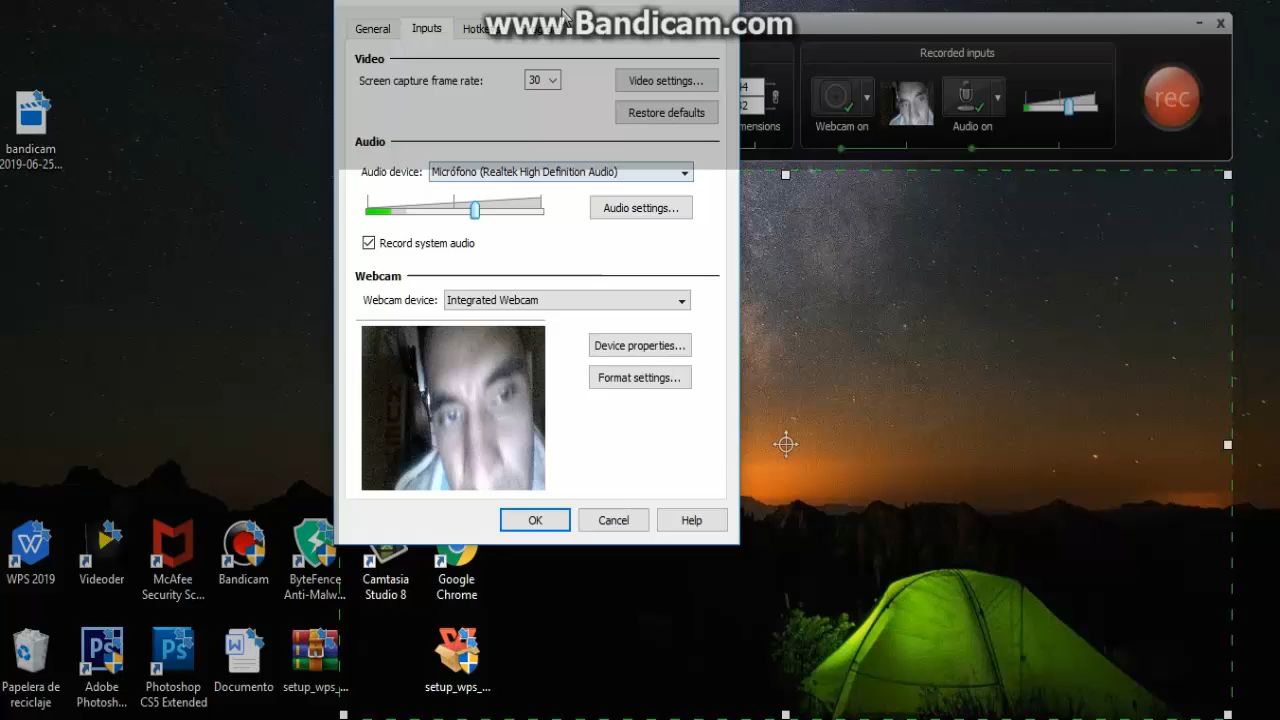 www.Bandicam.com
General
Inputs
Video
Screen capture frame rate:
30
Video settings...
Restore defaults
Audio
Audio device:
Micrófono (Realtek High Definition Audio)
Audio settings...
Record system audio
Webcam
Webcam device:
Integrated Webcam
Device properties...
Format settings...
OK
Cancel
Help
Recorded inputs
Webcam on
Audio on
rec
bandicam
2019-06-25...
WPS 2019
Videoder
McAfee
Security Sc...
Bandicam
ByteFence
Anti-Malw...
Camtasia
Studio 8
Google
Chrome
Papelera de
reciclaje
Adobe
Photosh...
Photoshop
CS5 Extended
Documento
setup_wps_...
setup_wps_...